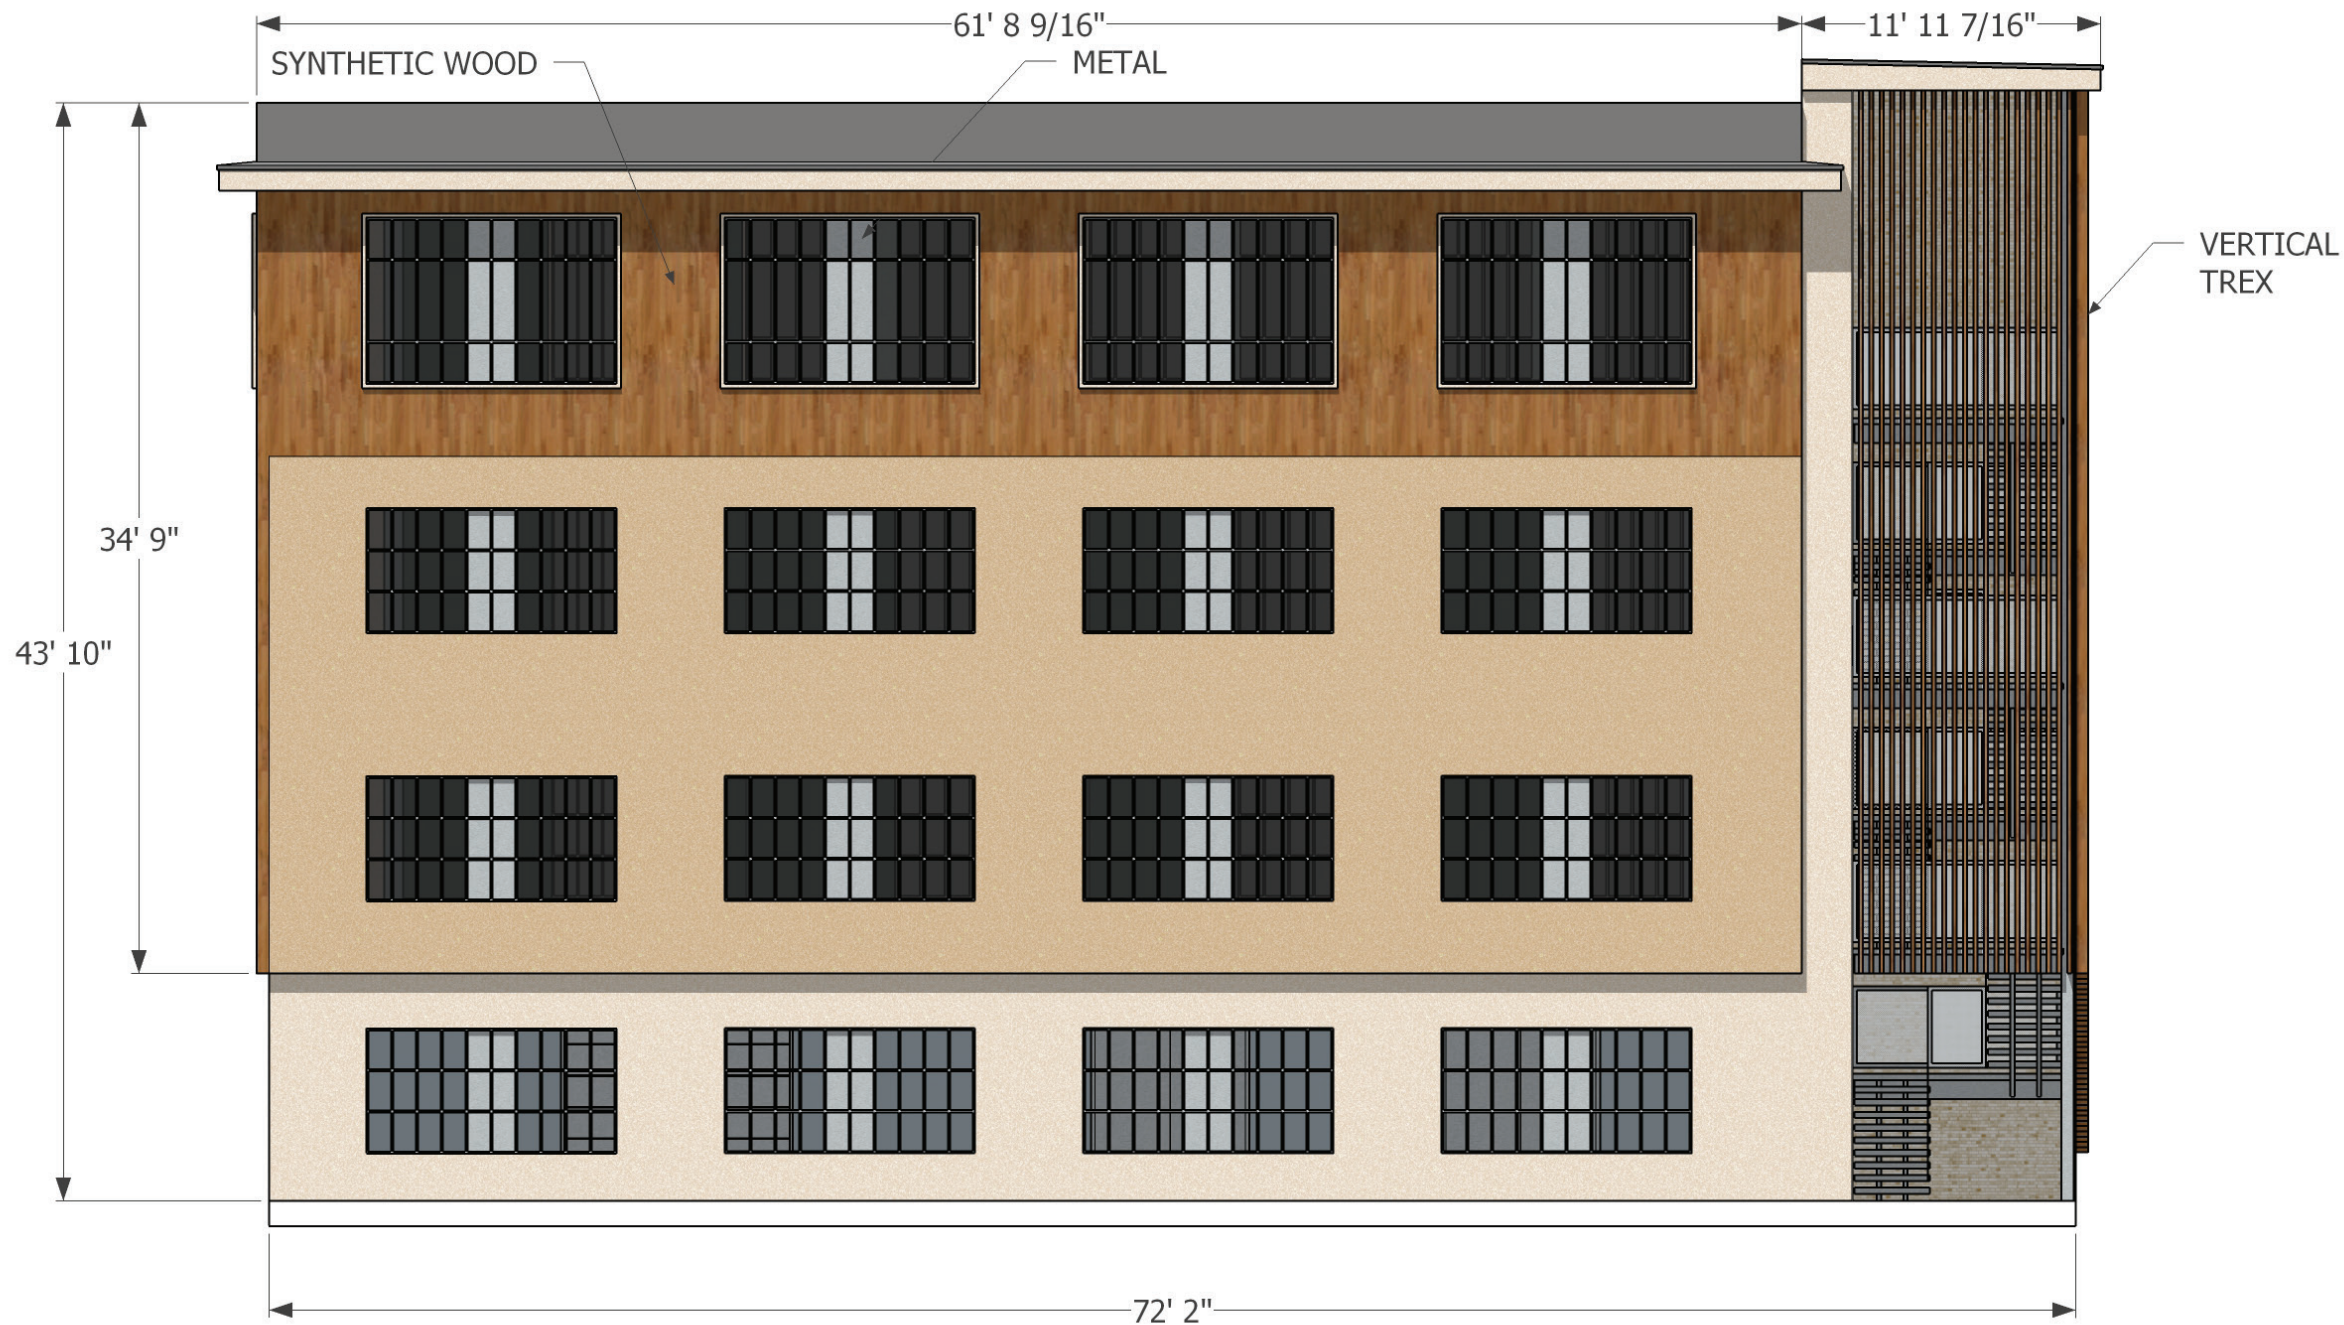 61' 8 9/16"
11' 11 7/16"
SYNTHETIC WOOD
METAL
VERTICAL
TREX
34' 9"
43' 10"
72' 2"